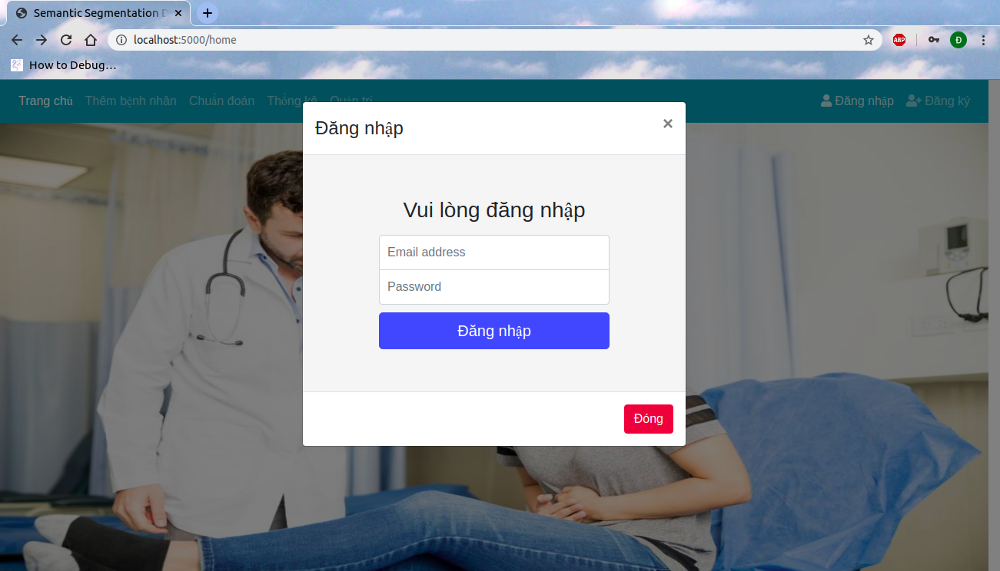 Semantic Segmentation D
localhost:5000/home
ABP
Đ
How to Debug…
Trang chủ Thêm bệnh nhân Chuẩn đoán Thống kê Quản trị
Đăng nhập Đăng ký
Đăng nhập
×
Vui lòng đăng nhập
Email address
Password
Đăng nhập
Đóng